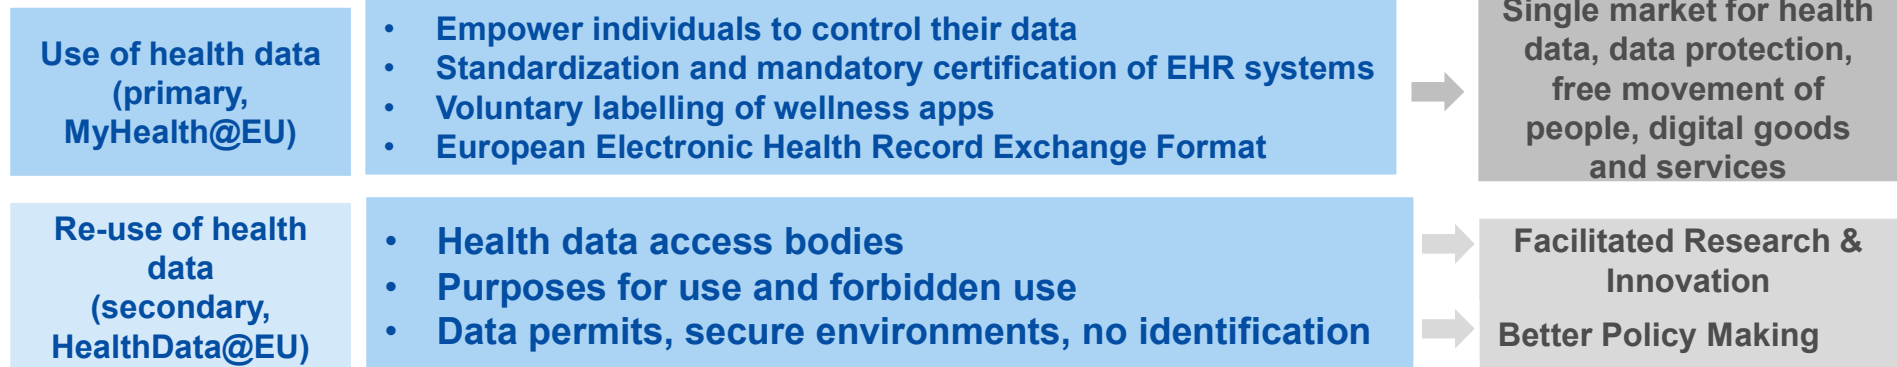 Use of health data
(primary,
MyHealth@EU)
• Empower individuals to control their data
• Standardization and mandatory certification of EHR systems
• Voluntary labelling of wellness apps
• European Electronic Health Record Exchange Format
Single market for health
data, data protection,
free movement of
people, digital goods
and services
Re-use of health
data
(secondary,
HealthData@EU)
• Health data access bodies
• Purposes for use and forbidden use
• Data permits, secure environments, no identification
Facilitated Research &
Innovation
Better Policy Making